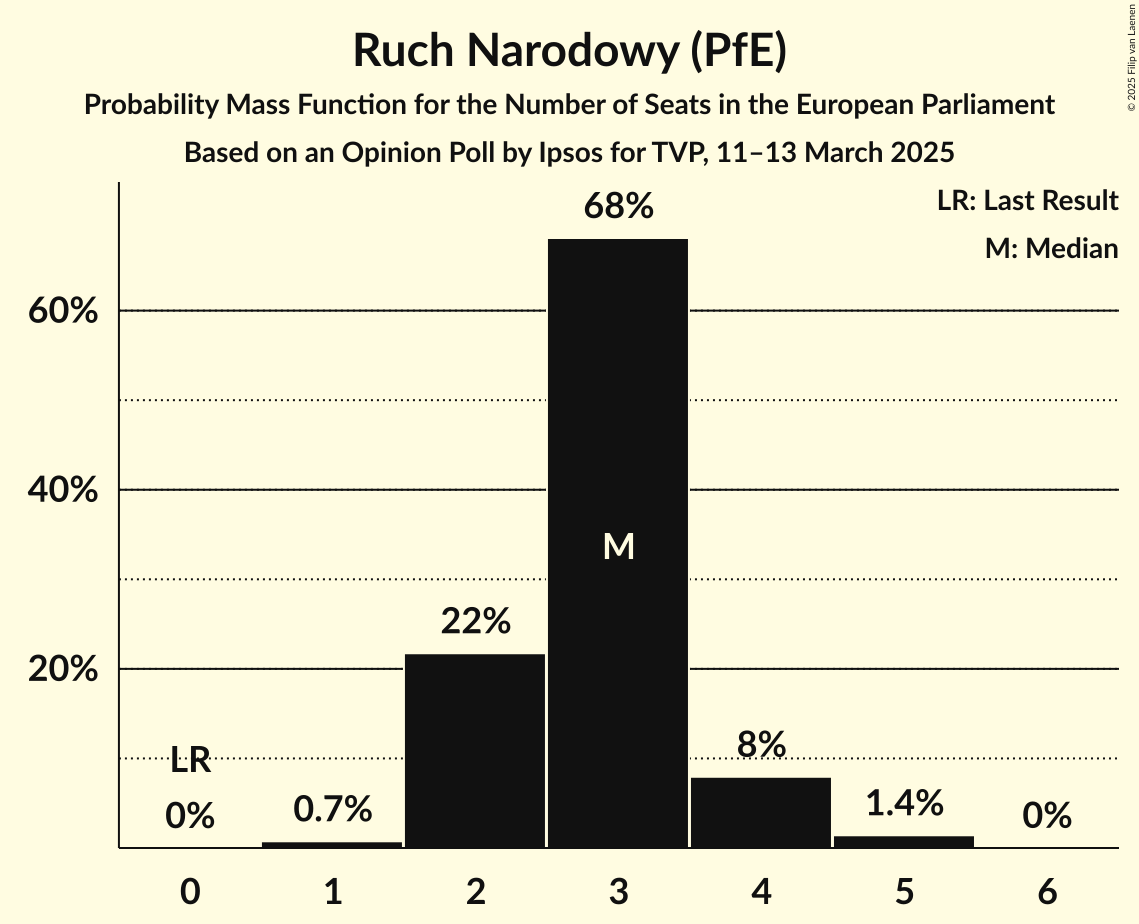 Ruch Narodowy (PfE)
Probability Mass Function for the Number of Seats in the European Parliament
Based on an Opinion Poll by Ipsos for TVP, 11–13 March 2025
© 2025 Filip van Laenen
LR: Last Result
M: Median
68%
60%
M
40%
22%
20%
LR
8%
0%
0.7%
1.4%
0%
0 1 2 3 4 5 6